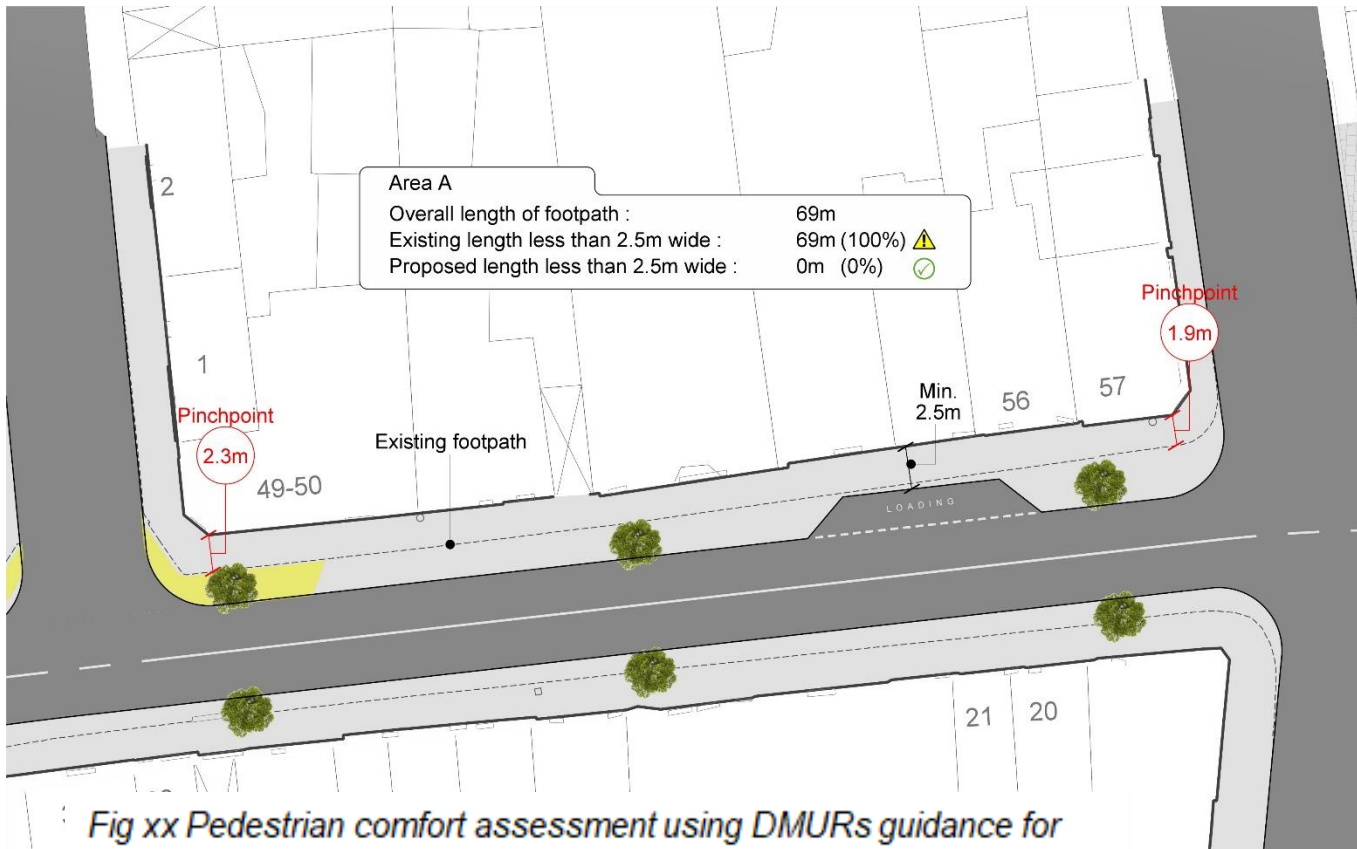 2
Area A
Overall length of footpath : 69m
Existing length less than 2.5m wide : 69m (100%)
Proposed length less than 2.5m wide : 0m (0%)
Pinchpoint
1.9m
1
Min.
2.5m
56
57
Pinchpoint
2.3m
Existing footpath
49-50
LOADING
21
20
Fig xx Pedestrian comfort assessment using DMURs guidance for